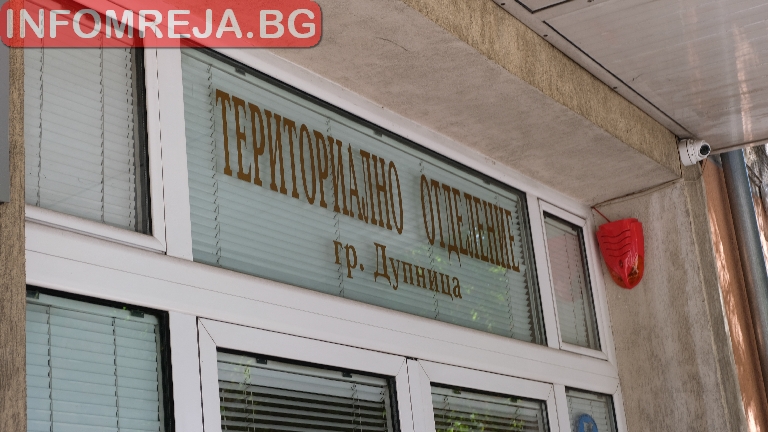 INFOMREJA.BG
ТЕРИТОРИАЛНО ОТДЕЛЕНИЕ
гр. Дупница